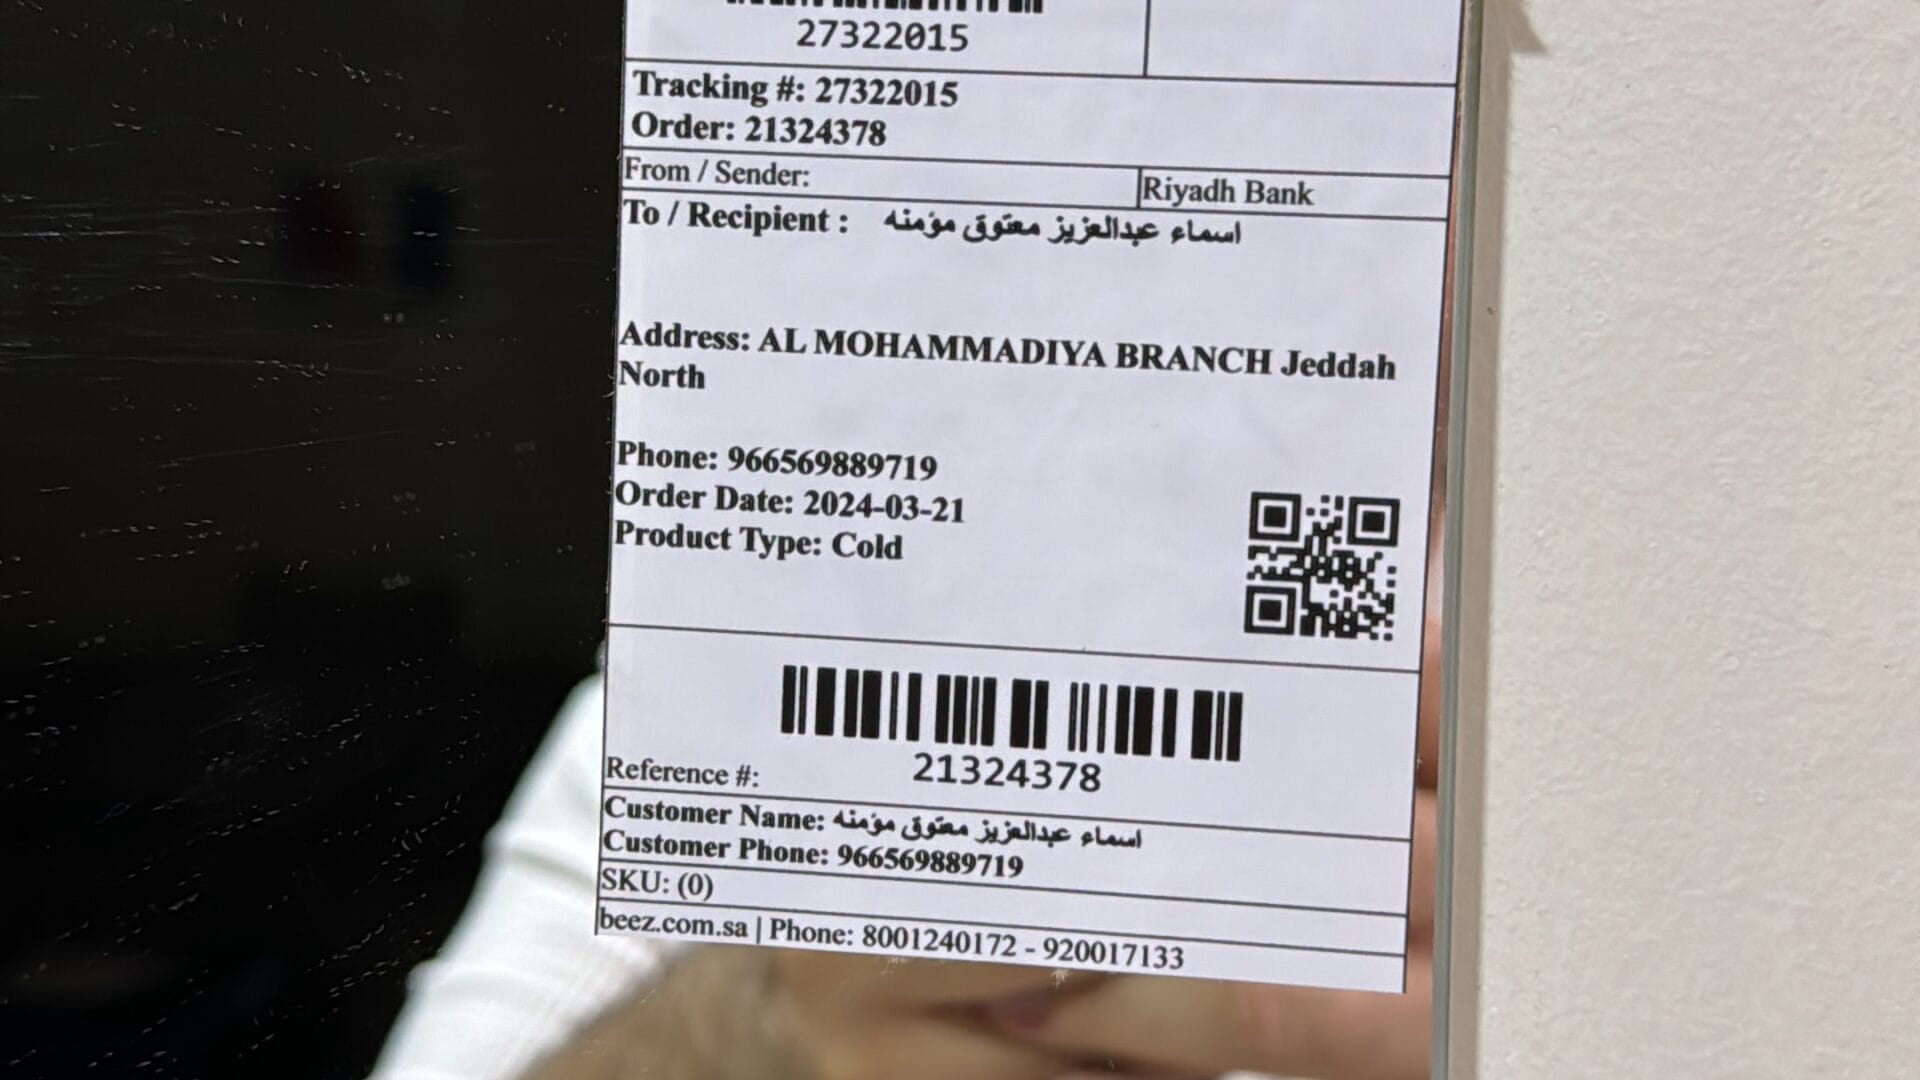 27322015
Tracking #: 27322015
Order: 21324378
From / Sender: Riyadh Bank
To / Recipient : اسماء عبدالعزيز معتوق مؤمنه
Address: AL MOHAMMADIYA BRANCH Jeddah
North
Phone: 966569889719
Order Date: 2024-03-21
Product Type: Cold
Reference #: 21324378
Customer Name: اسماء عبدالعزيز معتوق مؤمنه
Customer Phone: 966569889719
SKU: (0)
beez.com.sa | Phone: 8001240172 - 920017133